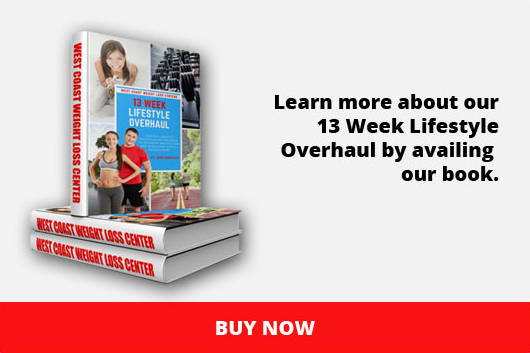 WEST COAST WEIGHT LOSS CENTER
WEST COAST WEIGHT LOSS CENTERS
13 WEEK
LIFESTYLE
OVERHAUL
WEST COAST WEIGHT LOSS CENTER
WEST COAST WEIGHT LOSS CENTER
Learn more about our
13 Week Lifestyle
Overhaul by availing
our book.
BUY NOW